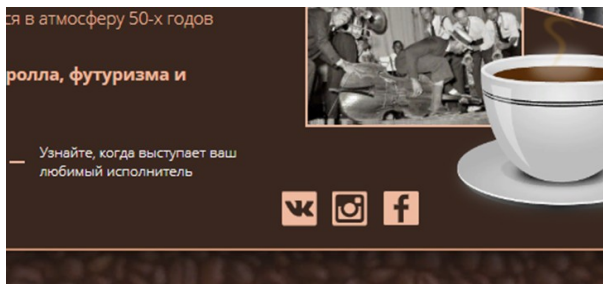 ся в атмосферу 50-х годов
ролла, футуризма и
Узнайте, когда выступает ваш
любимый исполнитель